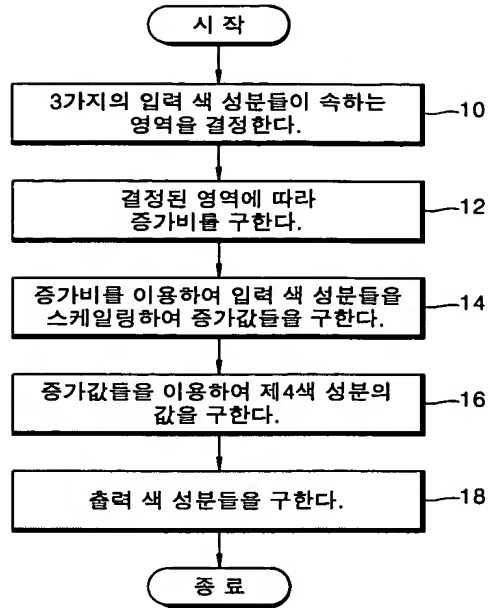 시 작
3가지의 입력 색 성분들이 속하는
영역을 결정한다.
10
결정된 영역에 따라
증가비를 구한다.
12
증가비를 이용하여 입력 색 성분들을
스케일링하여 증가값들을 구한다.
14
증가값들을 이용하여 제4색 성분의
값을 구한다.
16
출력 색 성분들을 구한다.
18
종 료